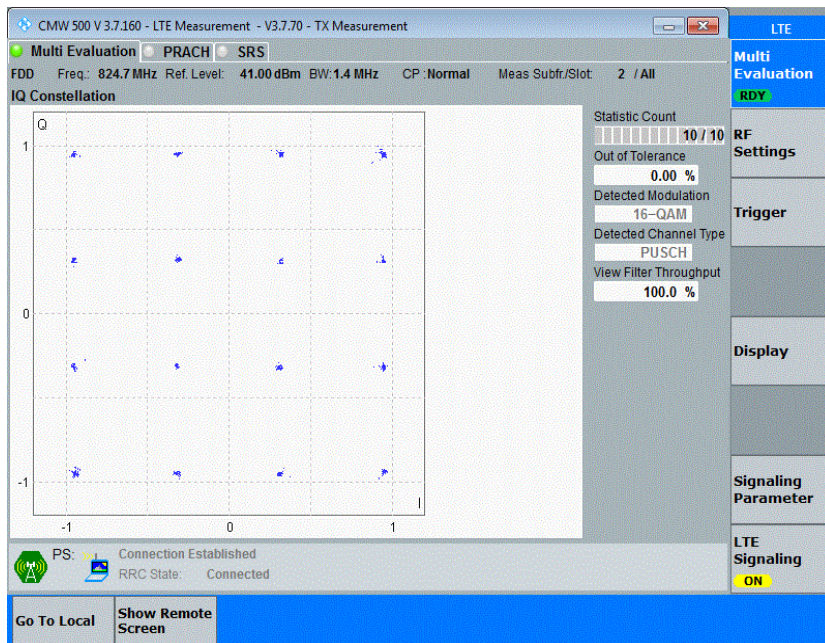 CMW 500 V 3.7.160 - LTE Measurement - V3.7.70 - TX Measurement
LTE
Multi Evaluation
PRACH
SRS
FDD Freq.: 824.7 MHz Ref. Level: 41.00 dBm BW: 1.4 MHz CP : Normal Meas Subfr./Slot: 2 / All
IQ Constellation
Q
1
0
-1
I
-1 0 1
Statistic Count
10 / 10
Out of Tolerance
0.00 %
Detected Modulation
16-QAM
Detected Channel Type
PUSCH
View Filter Throughput
100.0 %
Multi
Evaluation
RDY
RF
Settings
Trigger
Display
Signaling
Parameter
LTE
Signaling
ON
PS: Connection Established
RRC State: Connected
Go To Local
Show Remote
Screen